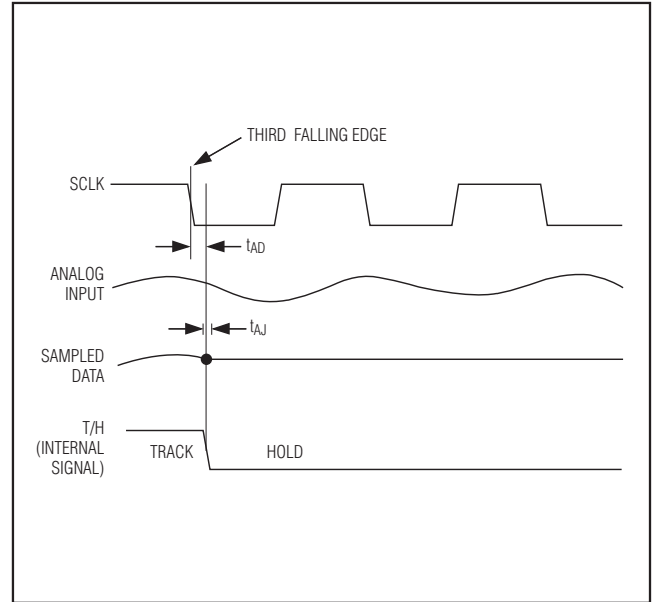 THIRD FALLING EDGE
SCLK
tAD
ANALOG
INPUT
tAJ
SAMPLED
DATA
T/H
(INTERNAL
SIGNAL)
TRACK
HOLD